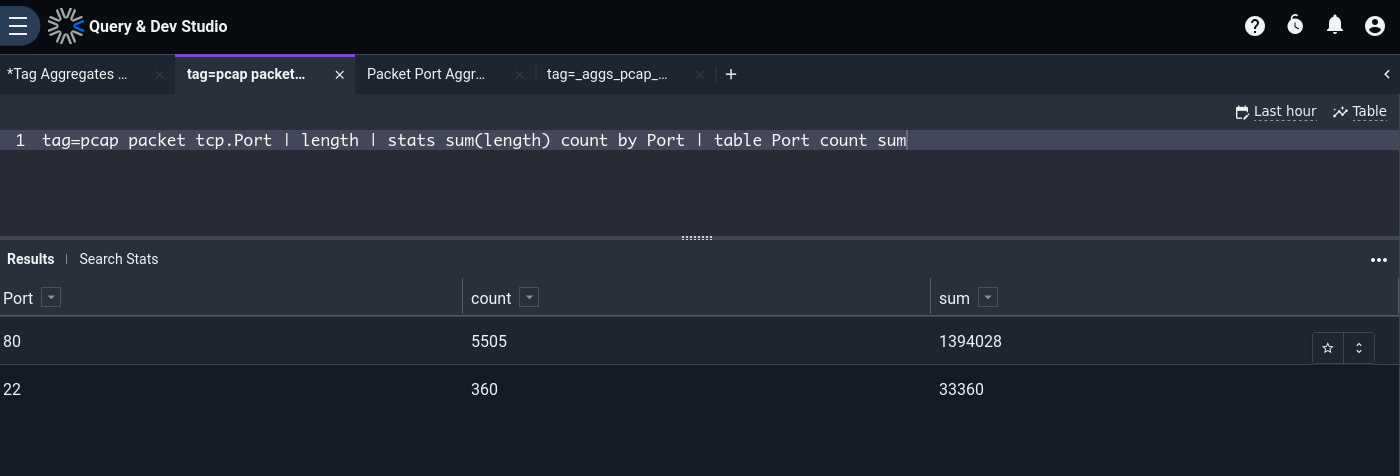 Query & Dev Studio
*Tag Aggregates ... tag=pcap packet... Packet Port Aggr... tag=_aggs_pcap_...
Last hour Table
1 tag=pcap packet tcp.Port | length | stats sum(length) count by Port | table Port count sum
Results | Search Stats
Port count sum
80 5505 1394028
22 360 33360